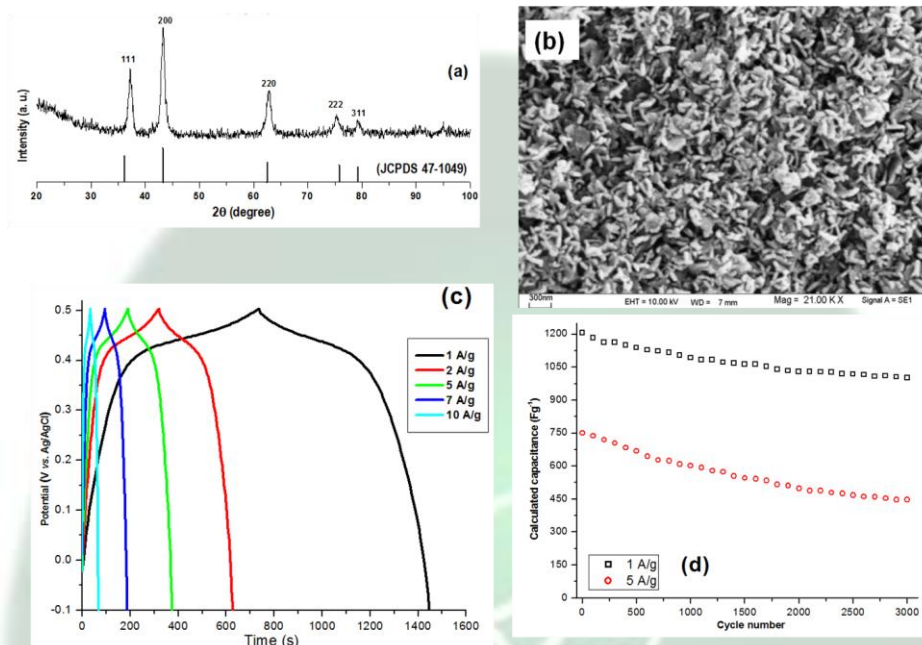 (a)
111
200
220
222
311
Intensity (a. u.)
(JCPDS 47-1049)
20 30 40 50 60 70 80 90 100
2θ (degree)
(b)
300nm
EHT = 10.00 kV WD = 7 mm Mag = 21.00 K X Signal A = SE1
(c)
0.5
0.4
0.3
0.2
0.1
0.0
-0.1
Potential (V vs. Ag/AgCl)
1 A/g
2 A/g
5 A/g
7 A/g
10 A/g
0 200 400 600 800 1000 1200 1400 1600
Time (s)
1200
1050
900
750
600
450
300
150
0
Calculated capacitance (Fg⁻¹)
1 A/g
5 A/g
(d)
0 500 1000 1500 2000 2500 3000
Cycle number